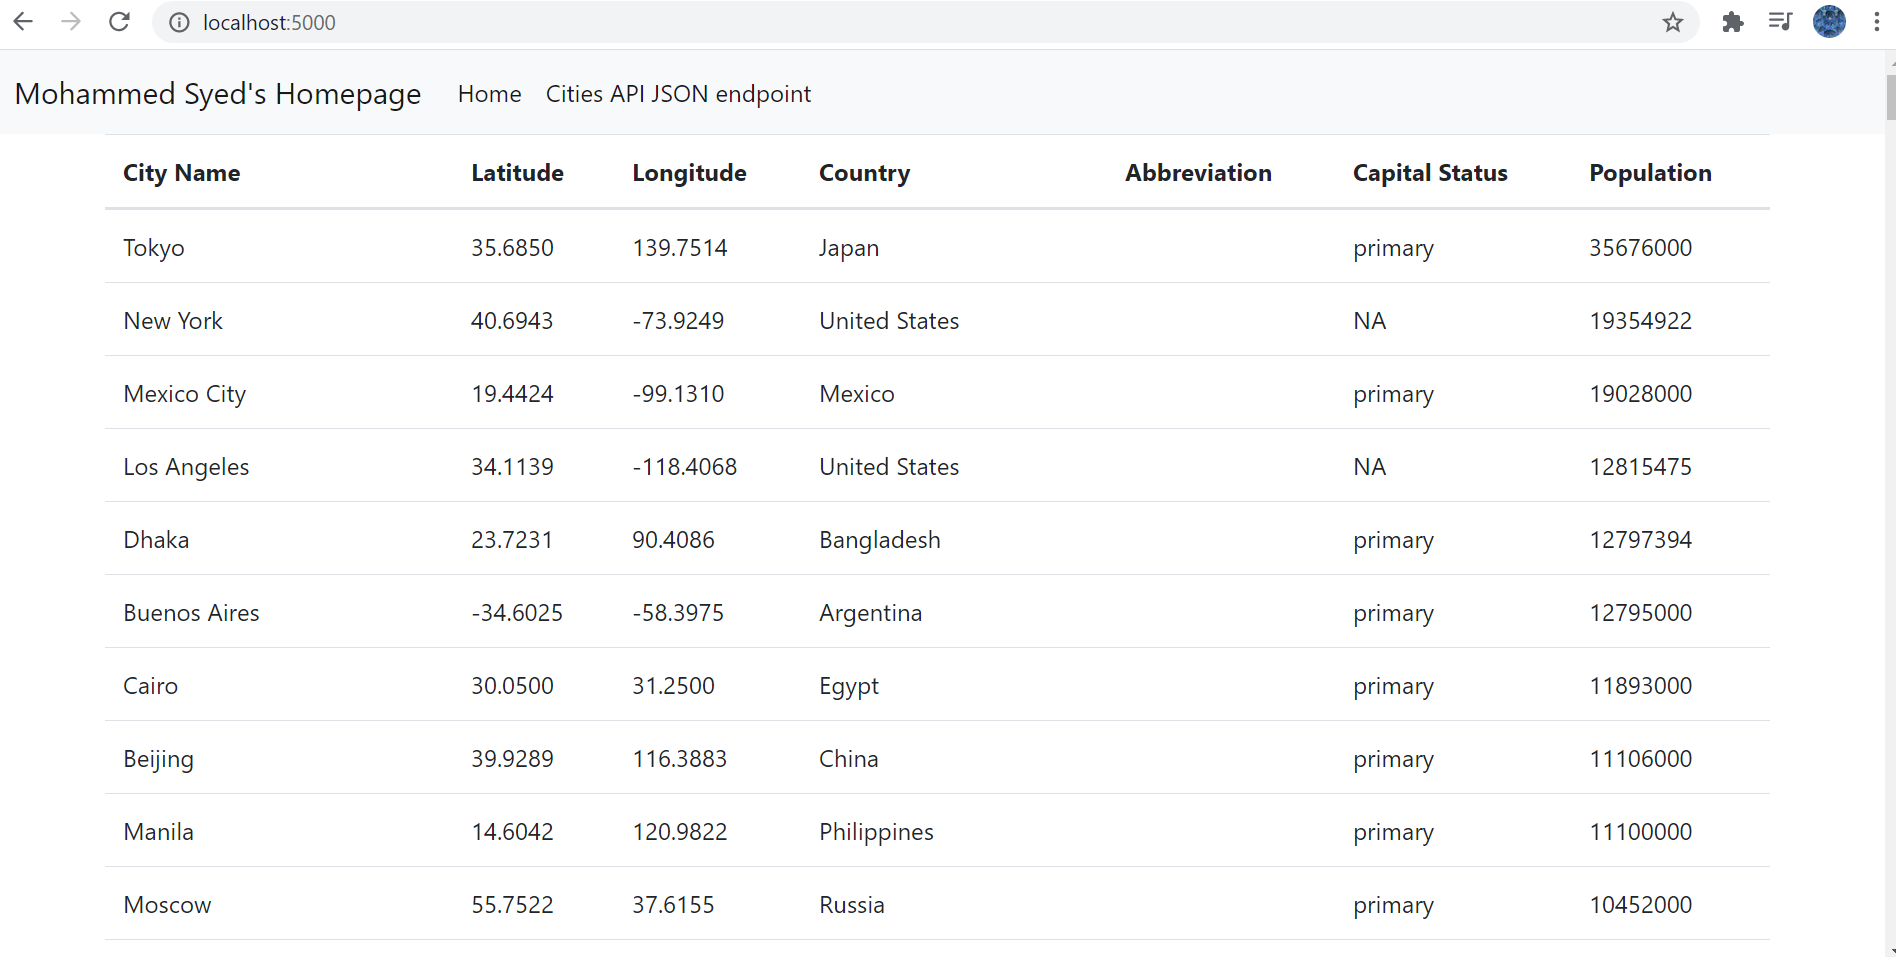 localhost:5000
Mohammed Syed's Homepage Home Cities API JSON endpoint
City Name Latitude Longitude Country Abbreviation Capital Status Population
Tokyo 35.6850 139.7514 Japan primary 35676000
New York 40.6943 -73.9249 United States NA 19354922
Mexico City 19.4424 -99.1310 Mexico primary 19028000
Los Angeles 34.1139 -118.4068 United States NA 12815475
Dhaka 23.7231 90.4086 Bangladesh primary 12797394
Buenos Aires -34.6025 -58.3975 Argentina primary 12795000
Cairo 30.0500 31.2500 Egypt primary 11893000
Beijing 39.9289 116.3883 China primary 11106000
Manila 14.6042 120.9822 Philippines primary 11100000
Moscow 55.7522 37.6155 Russia primary 10452000